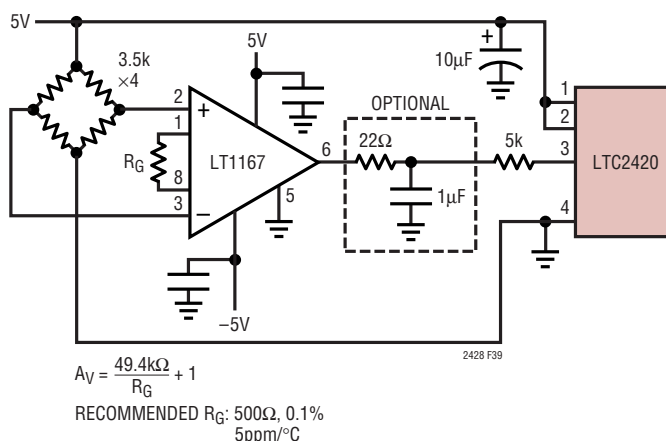 5V
3.5k
×4
5V
10µF
+
OPTIONAL
2
+
1
RG
8
3
–
LT1167
6
5
22Ω
1µF
5k
1
2
3
4
LTC2420
–5V
2428 F39
AV = 49.4kΩ / RG + 1
RECOMMENDED RG: 500Ω, 0.1%
5ppm/°C